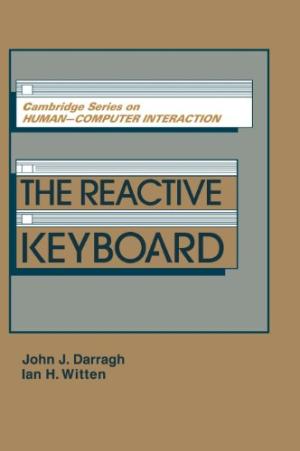 Cambridge Series on
HUMAN–COMPUTER INTERACTION
THE REACTIVE
KEYBOARD
John J. Darragh
Ian H. Witten